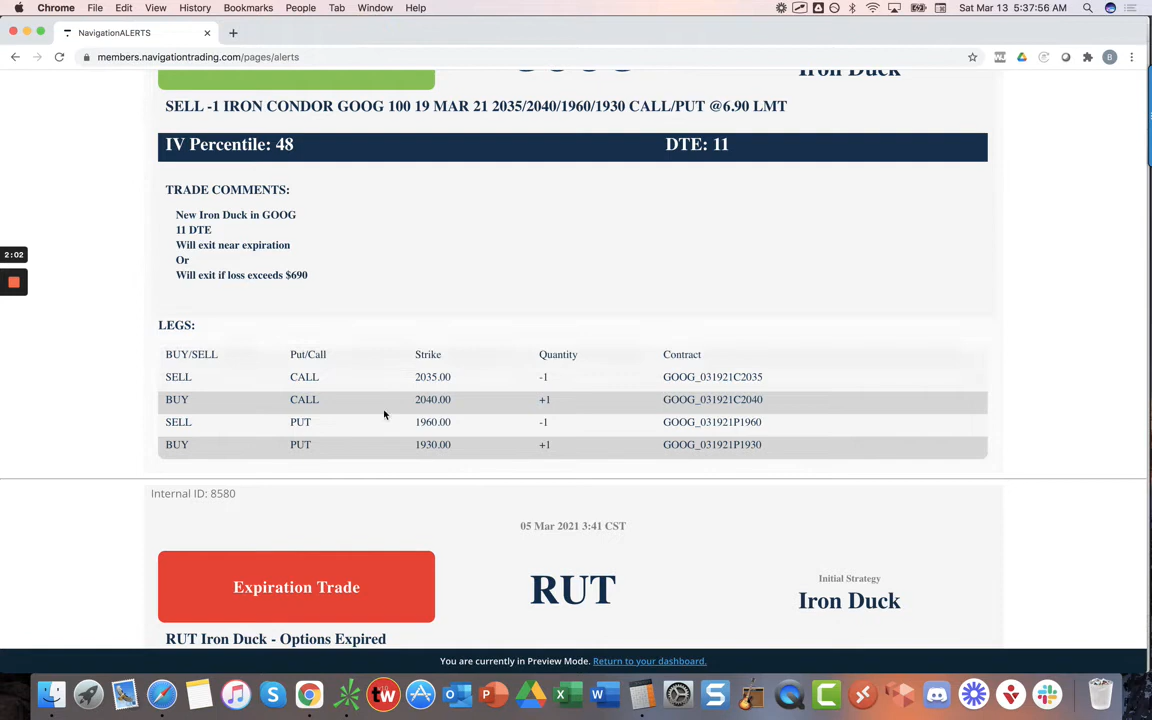 Chrome File Edit View History Bookmarks People Tab Window Help Sat Mar 13 5:37:56 AM
NavigationALERTS
members.navigationtrading.com/pages/alerts
B
GOOG
Iron Duck
SELL -1 IRON CONDOR GOOG 100 19 MAR 21 2035/2040/1960/1930 CALL/PUT @6.90 LMT
IV Percentile: 48 DTE: 11
TRADE COMMENTS:
New Iron Duck in GOOG
11 DTE
Will exit near expiration
2:02
Or
Will exit if loss exceeds $690
LEGS:
BUY/SELL Put/Call Strike Quantity Contract
SELL CALL 2035.00 -1 GOOG_031921C2035
BUY CALL 2040.00 +1 GOOG_031921C2040
SELL PUT 1960.00 -1 GOOG_031921P1960
BUY PUT 1930.00 +1 GOOG_031921P1930
Internal ID: 8580
05 Mar 2021 3:41 CST
Expiration Trade
RUT
Initial Strategy
Iron Duck
RUT Iron Duck - Options Expired
You are currently in Preview Mode. Return to your dashboard.
tw